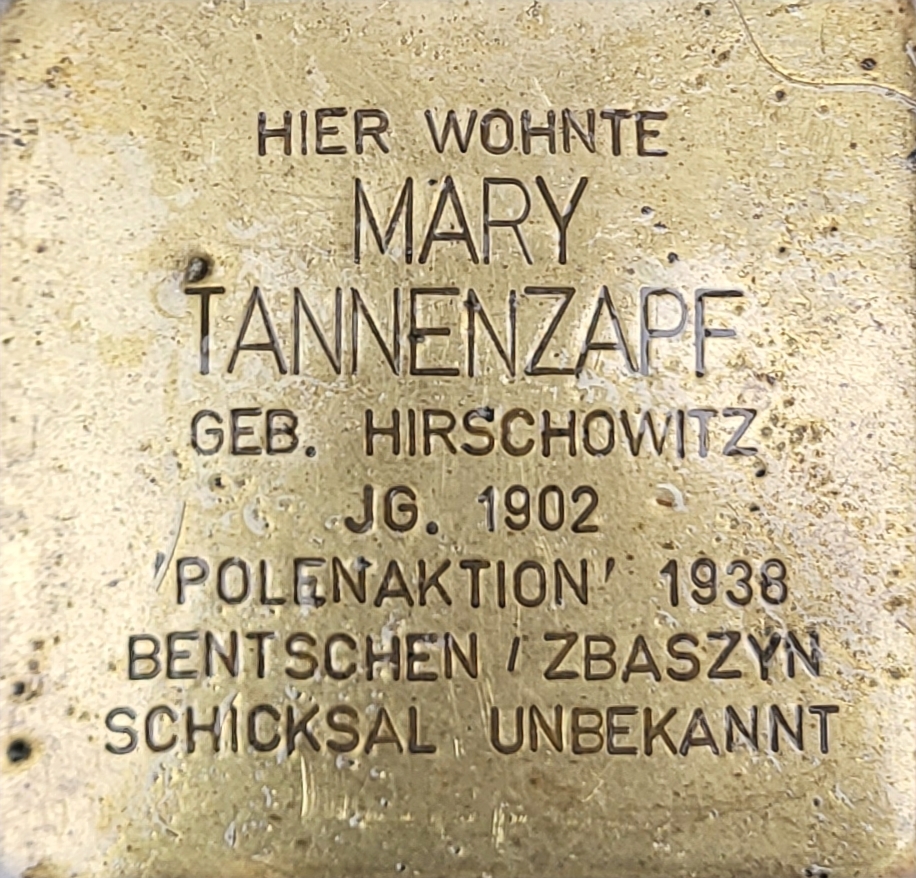 HIER WOHNTE
MARY
TANNENZAPF
GEB. HIRSCHOWITZ
JG. 1902
'POLENAKTION' 1938
BENTSCHEN / ZBASZYN
SCHICKSAL UNBEKANNT